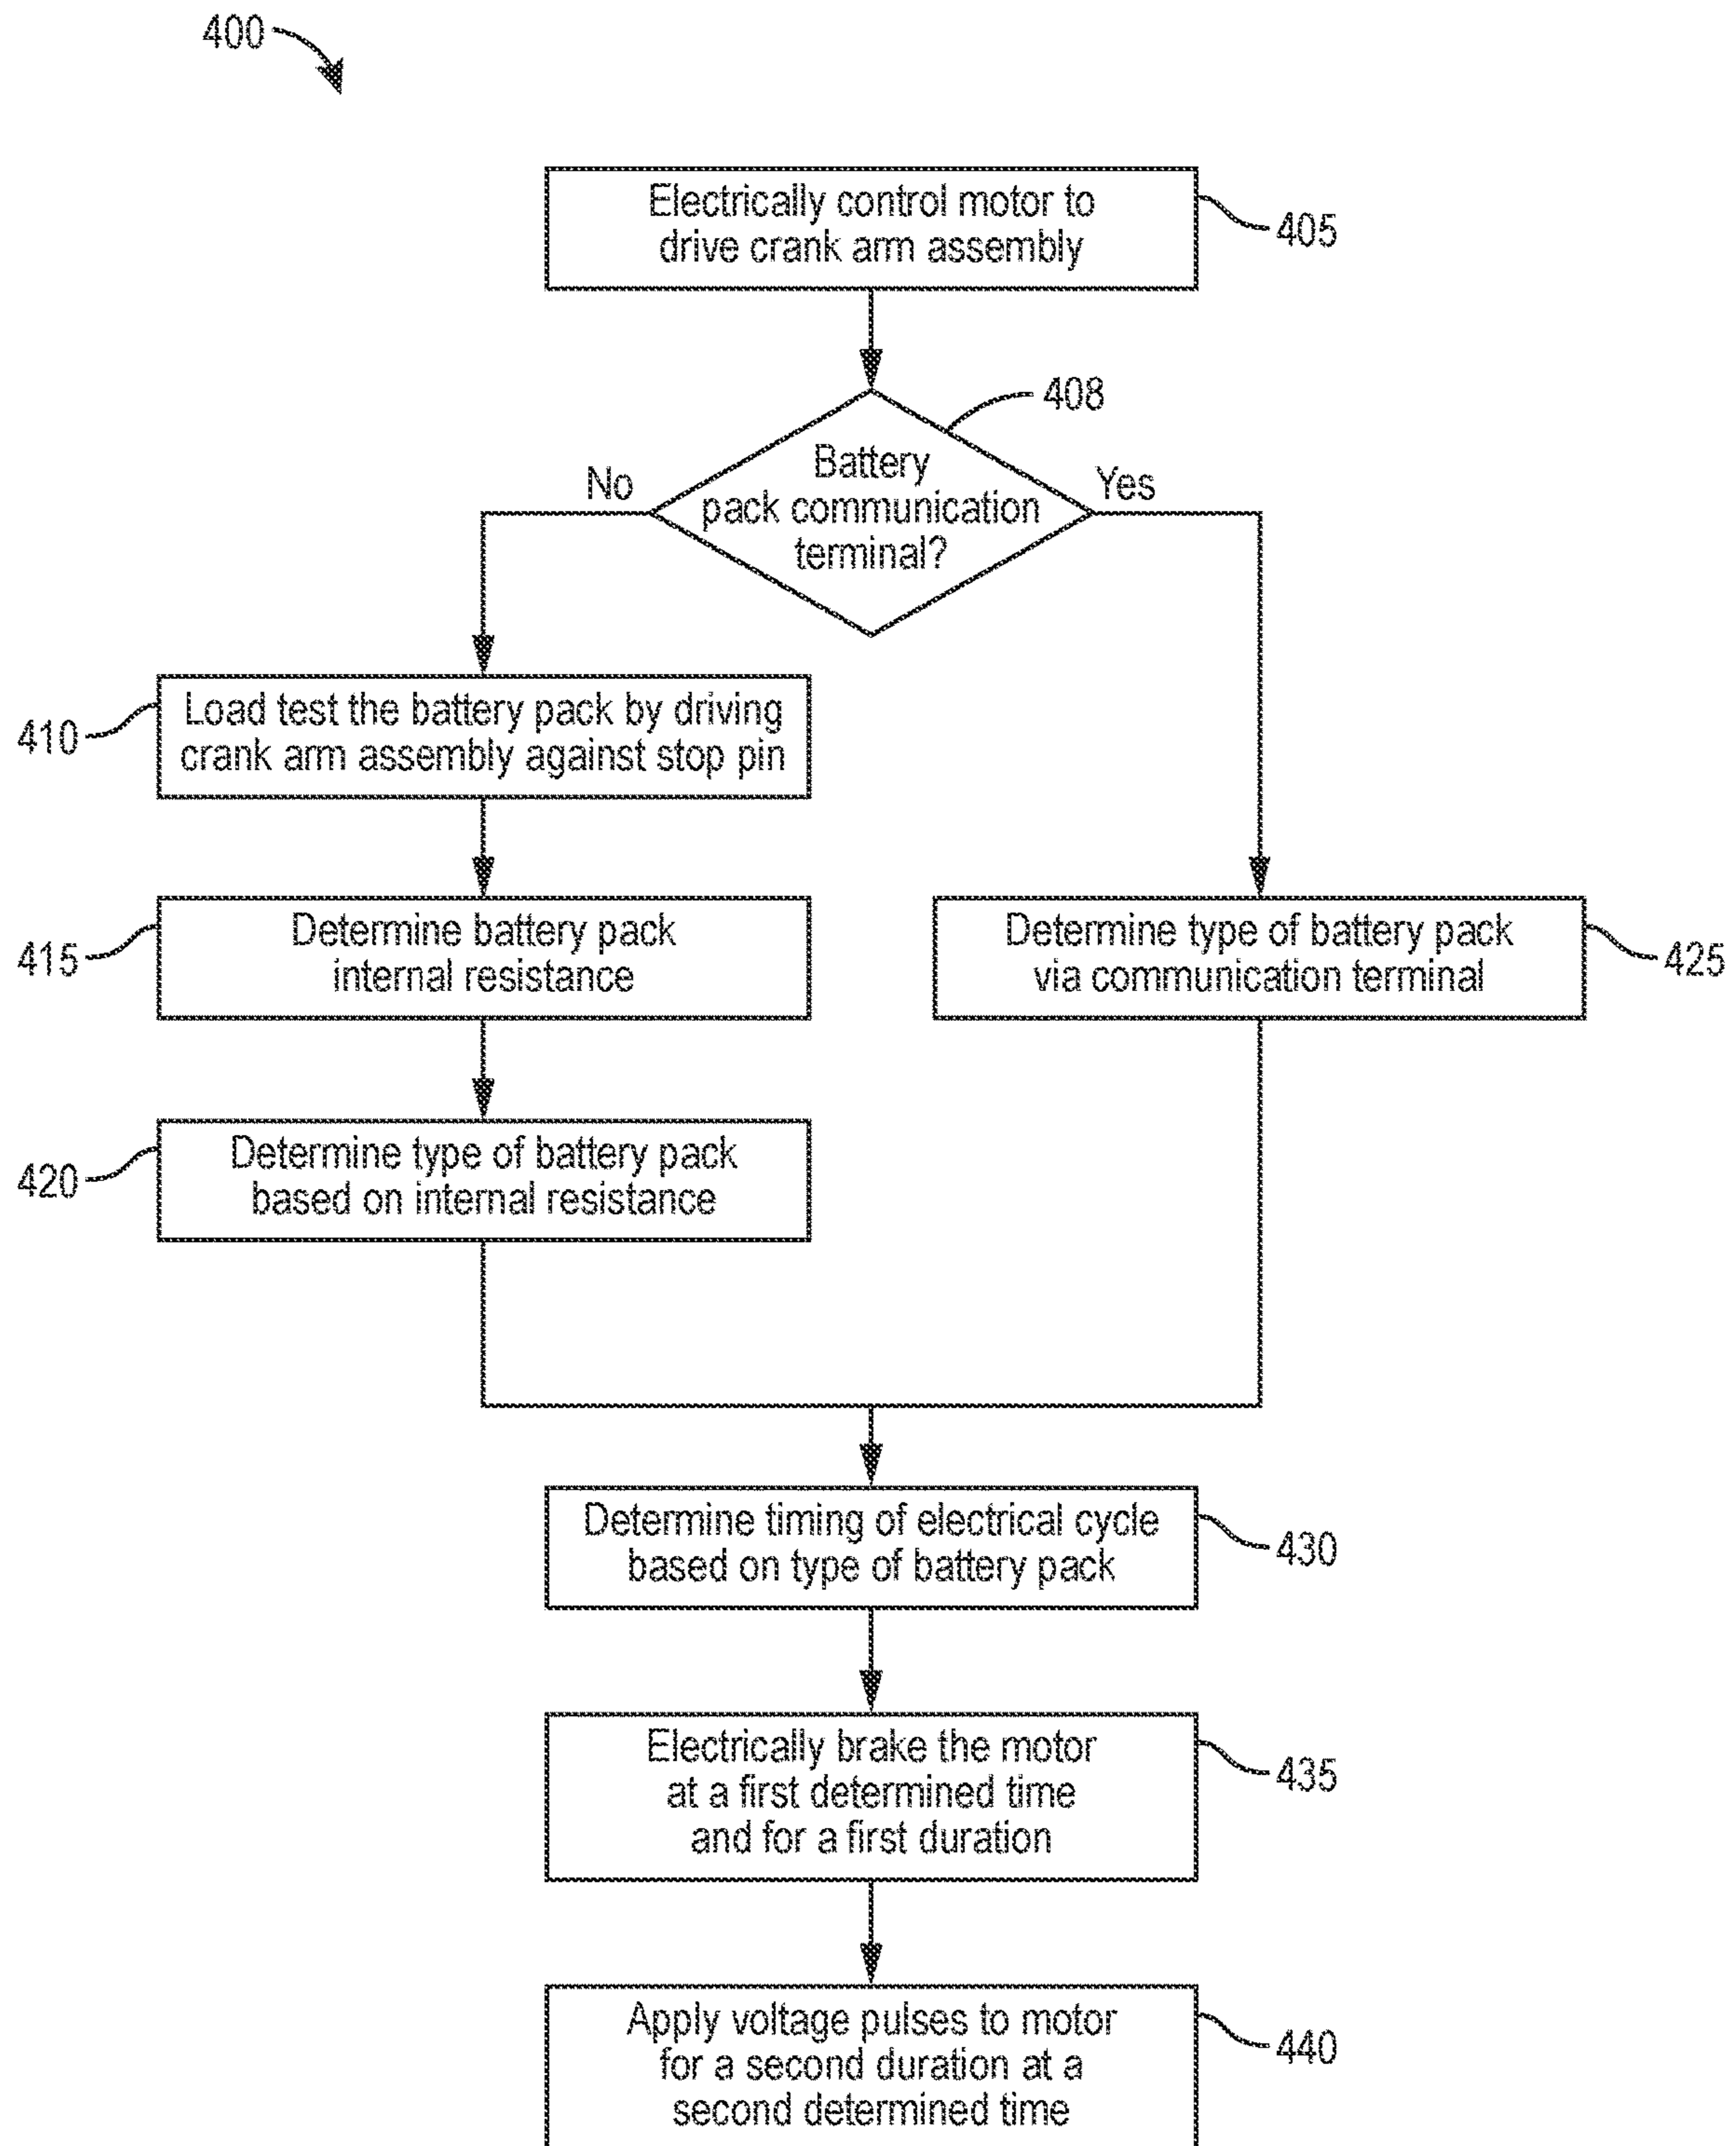 400
Electrically control motor to
drive crank arm assembly
405
408
Battery
pack communication
terminal?
No
Yes
Load test the battery pack by driving
crank arm assembly against stop pin
410
Determine battery pack
internal resistance
415
Determine type of battery pack
via communication terminal
425
Determine type of battery pack
based on internal resistance
420
Determine timing of electrical cycle
based on type of battery pack
430
Electrically brake the motor
at a first determined time
and for a first duration
435
Apply voltage pulses to motor
for a second duration at a
second determined time
440